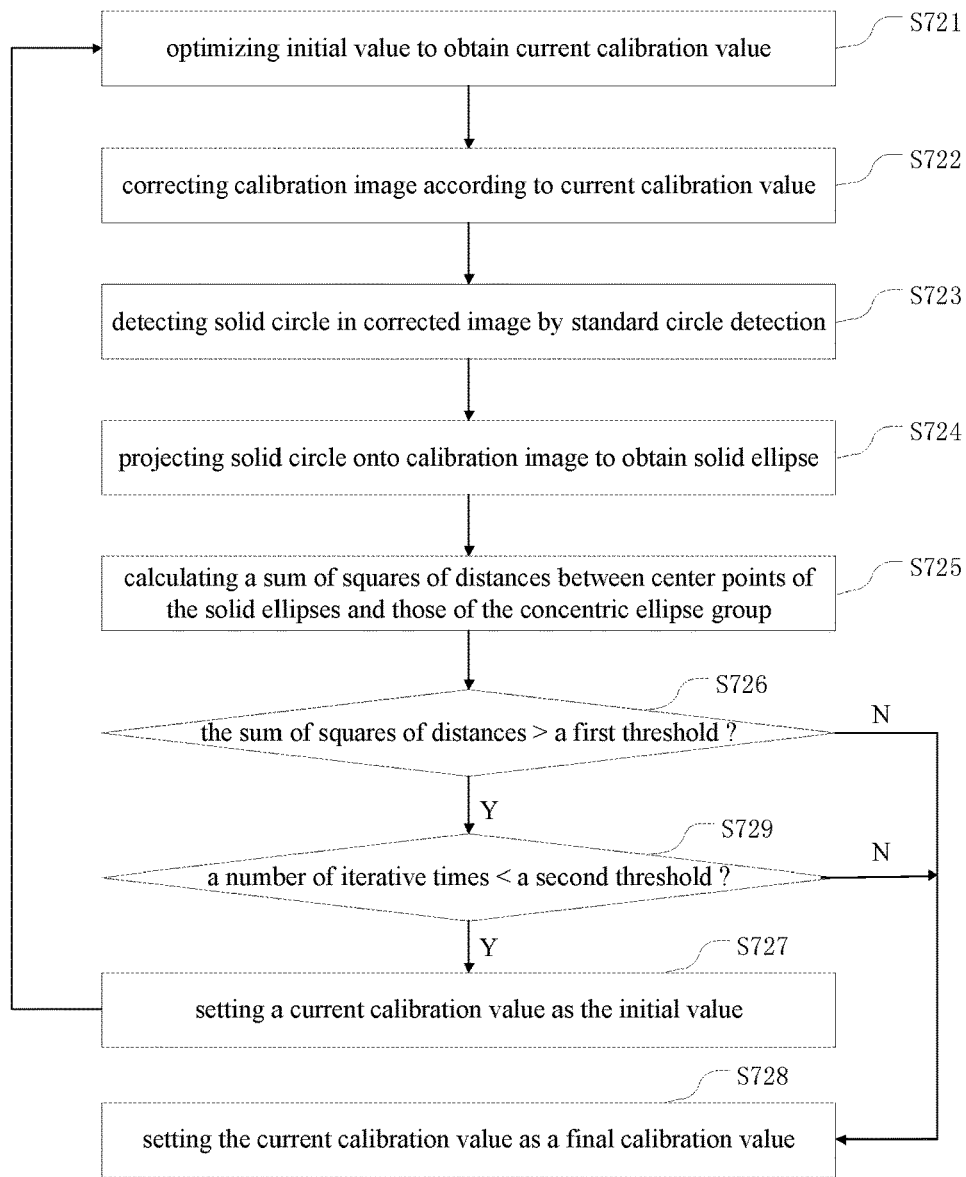 S721
optimizing initial value to obtain current calibration value
S722
correcting calibration image according to current calibration value
S723
detecting solid circle in corrected image by standard circle detection
S724
projecting solid circle onto calibration image to obtain solid ellipse
S725
calculating a sum of squares of distances between center points of
the solid ellipses and those of the concentric ellipse group
S726
the sum of squares of distances > a first threshold ?
N
Y
S729
a number of iterative times < a second threshold ?
N
Y
S727
setting a current calibration value as the initial value
S728
setting the current calibration value as a final calibration value